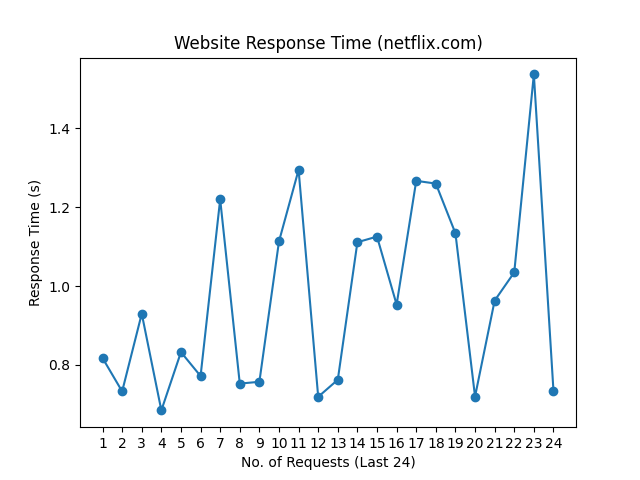 Website Response Time (netflix.com)
Response Time (s)
1.4
1.2
1.0
0.8
1 2 3 4 5 6 7 8 9 10 11 12 13 14 15 16 17 18 19 20 21 22 23 24
No. of Requests (Last 24)